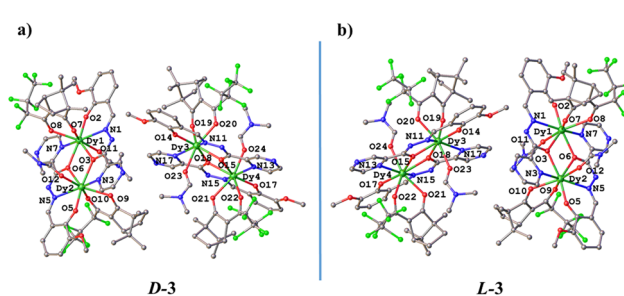 a)
b)
O8 O7 O2 N1 Dy1 N7 O11 O3 O6 O12 N3 Dy2 N5 O5 O10 O9
O19 O20 O14 N11 Dy3 O24 N17 O18 O15 N13 O23 N15 Dy4 O17 O21 O22
O20 O19 O14 N11 Dy3 O24 O15 O18 N17 N13 Dy4 O23 N15 O17 O22 O21
O2 O7 O8 N1 Dy1 N7 O11 O3 O6 O12 N3 Dy2 N5 O10 O9 O5
D-3
L-3